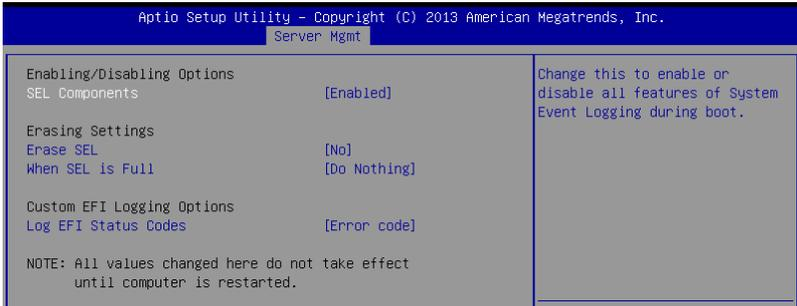 Aptio Setup Utility – Copyright (C) 2013 American Megatrends, Inc.
Server Mgmt
Enabling/Disabling Options
SEL Components [Enabled]
Erasing Settings
Erase SEL [No]
When SEL is Full [Do Nothing]
Custom EFI Logging Options
Log EFI Status Codes [Error code]
NOTE: All values changed here do not take effect
until computer is restarted.
Change this to enable or
disable all features of System
Event Logging during boot.